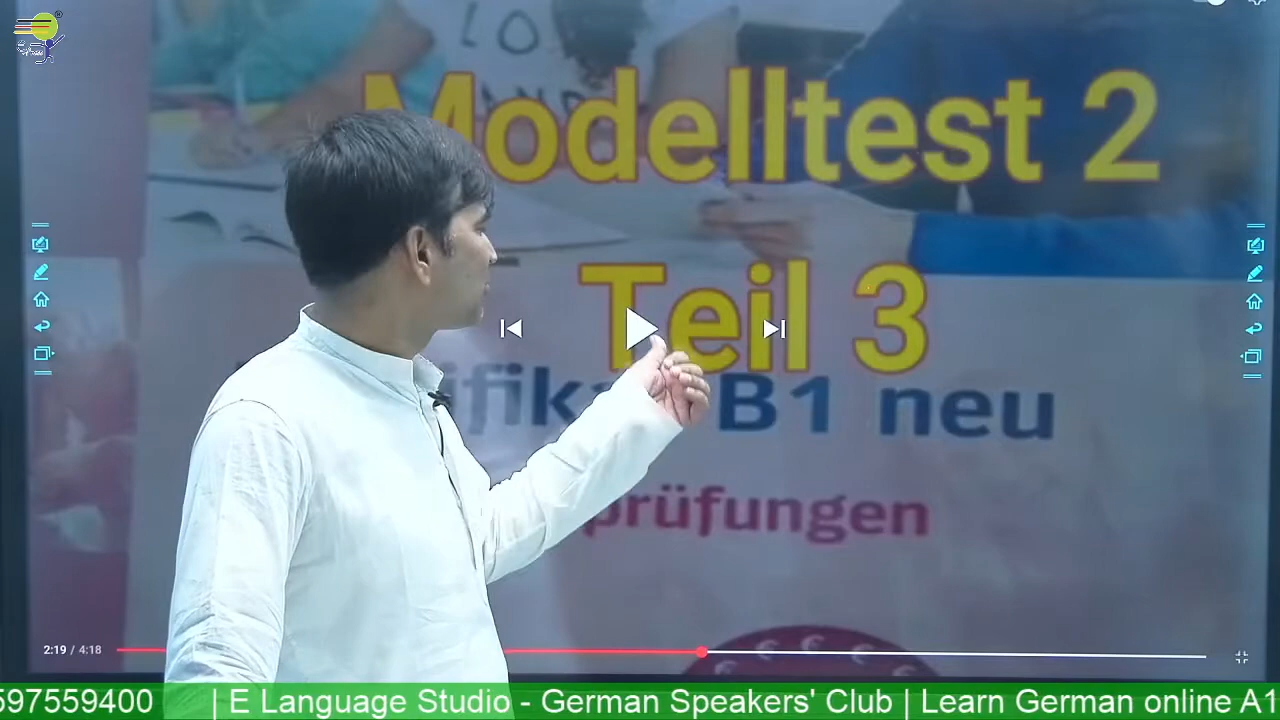 LO
Modelltest 2
Teil 3
B1 neu
prüfungen
2:19 / 4:18
597559400 | E Language Studio - German Speakers' Club | Learn German online A1